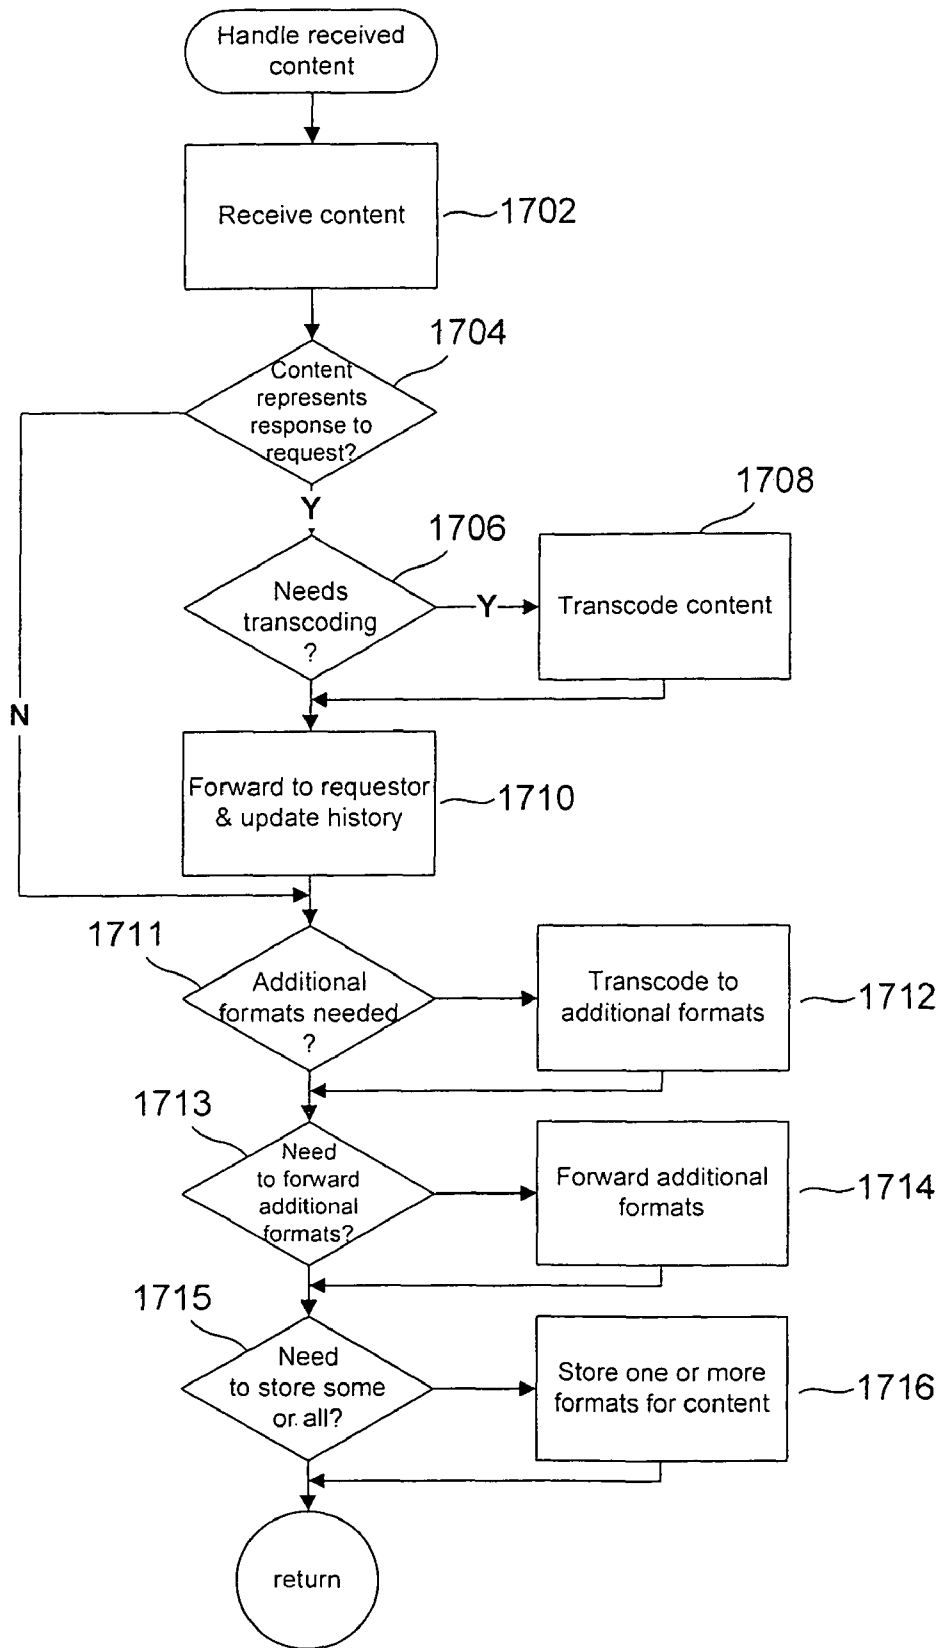 Handle received
content
Receive content
1702
1704
Content
represents
response to
request?
Y
1706
1708
Needs
transcoding
?
Y
Transcode content
N
Forward to requestor
& update history
1710
1711
Additional
formats needed
?
Transcode to
additional formats
1712
1713
Need
to forward
additional
formats?
Forward additional
formats
1714
1715
Need
to store some
or all?
Store one or more
formats for content
1716
return